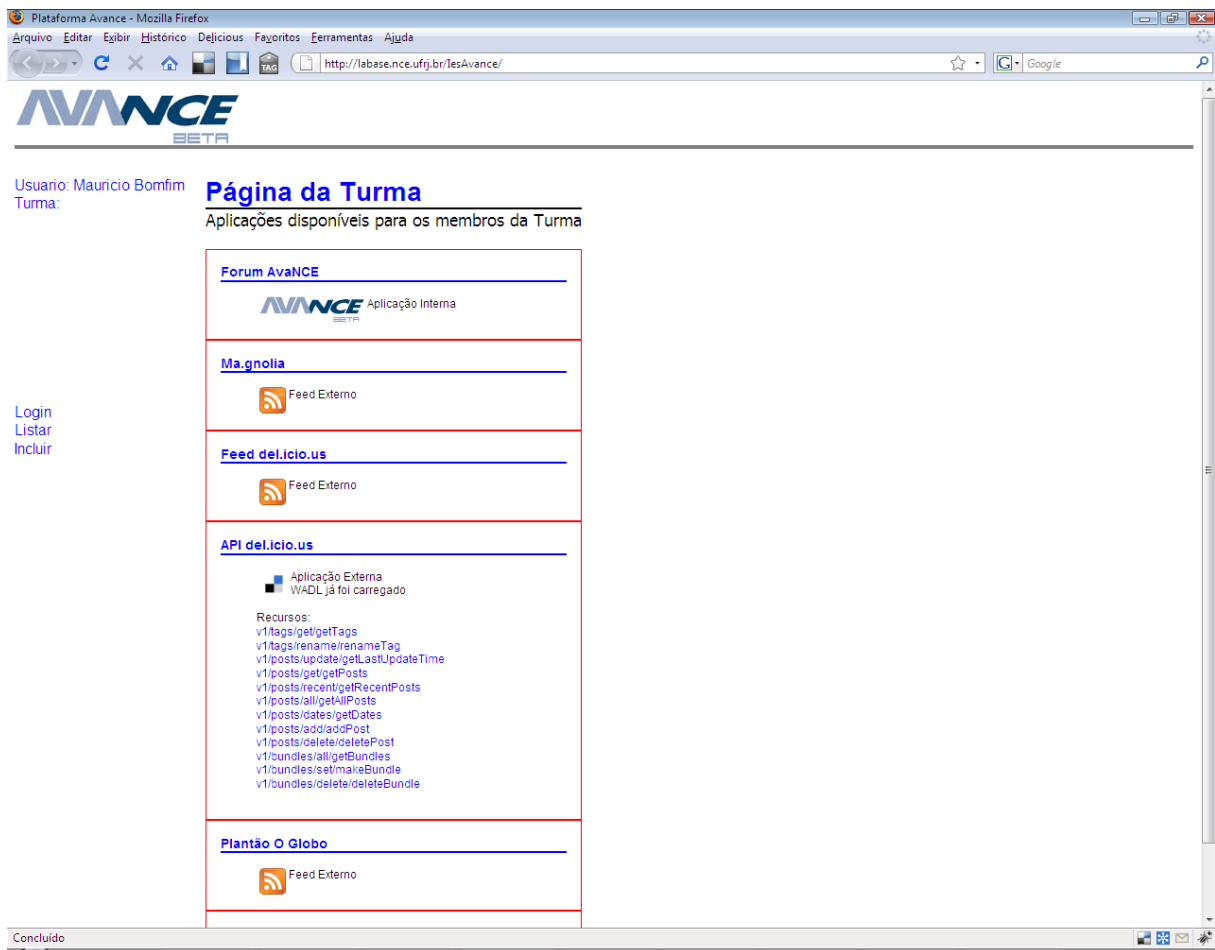 Plataforma Avance - Mozilla Firefox
Arquivo Editar Exibir Histórico Delicious Favoritos Ferramentas Ajuda
TAG
http://labase.nce.ufrj.br/IesAvance/
G Google
AVANCE
BETA
Usuario: Mauricio Bomfim
Turma:
Página da Turma
Aplicações disponíveis para os membros da Turma
Forum AvaNCE
AVANCE Aplicação Interna
BETA
Ma.gnolia
Feed Externo
Login
Listar
Incluir
Feed del.icio.us
Feed Externo
API del.icio.us
Aplicação Externa
WADL já foi carregado
Recursos:
v1/tags/get/getTags
v1/tags/rename/renameTag
v1/posts/update/getLastUpdateTime
v1/posts/get/getPosts
v1/posts/recent/getRecentPosts
v1/posts/all/getAllPosts
v1/posts/dates/getDates
v1/posts/add/addPost
v1/posts/delete/deletePost
v1/bundles/all/getBundles
v1/bundles/set/makeBundle
v1/bundles/delete/deleteBundle
Plantão O Globo
Feed Externo
Concluído